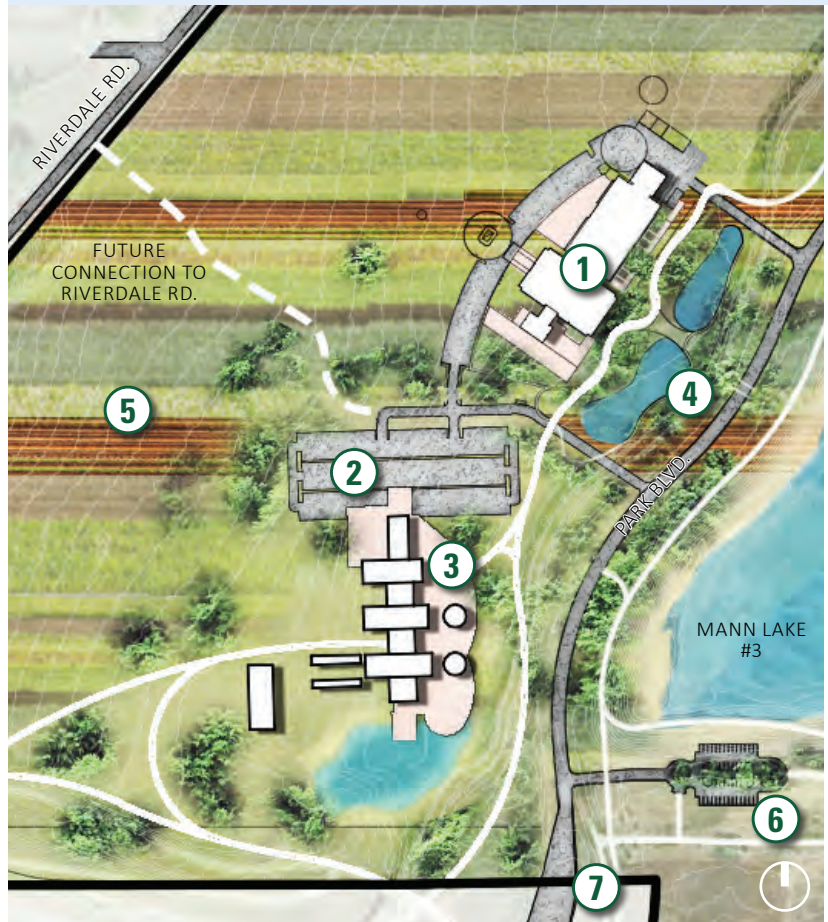 RIVERDALE RD.
FUTURE
CONNECTION TO
RIVERDALE RD.
1
4
5
2
3
PARK BLVD.
MANN LAKE
#3
6
7